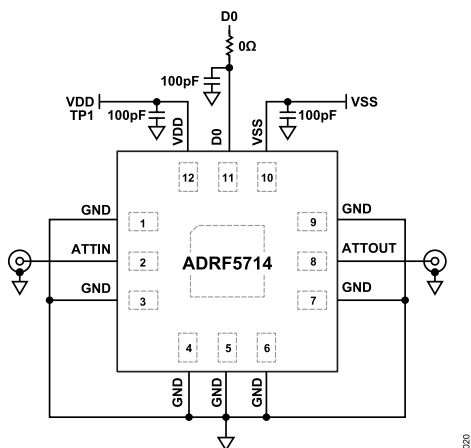 D0
0Ω
100pF
VDD
TP1
100pF
100pF
VSS
VDD
D0
VSS
12
11
10
GND
1
9
GND
ATTIN
2
ADRF5714
8
ATTOUT
GND
3
7
GND
4
5
6
GND
GND
GND
020